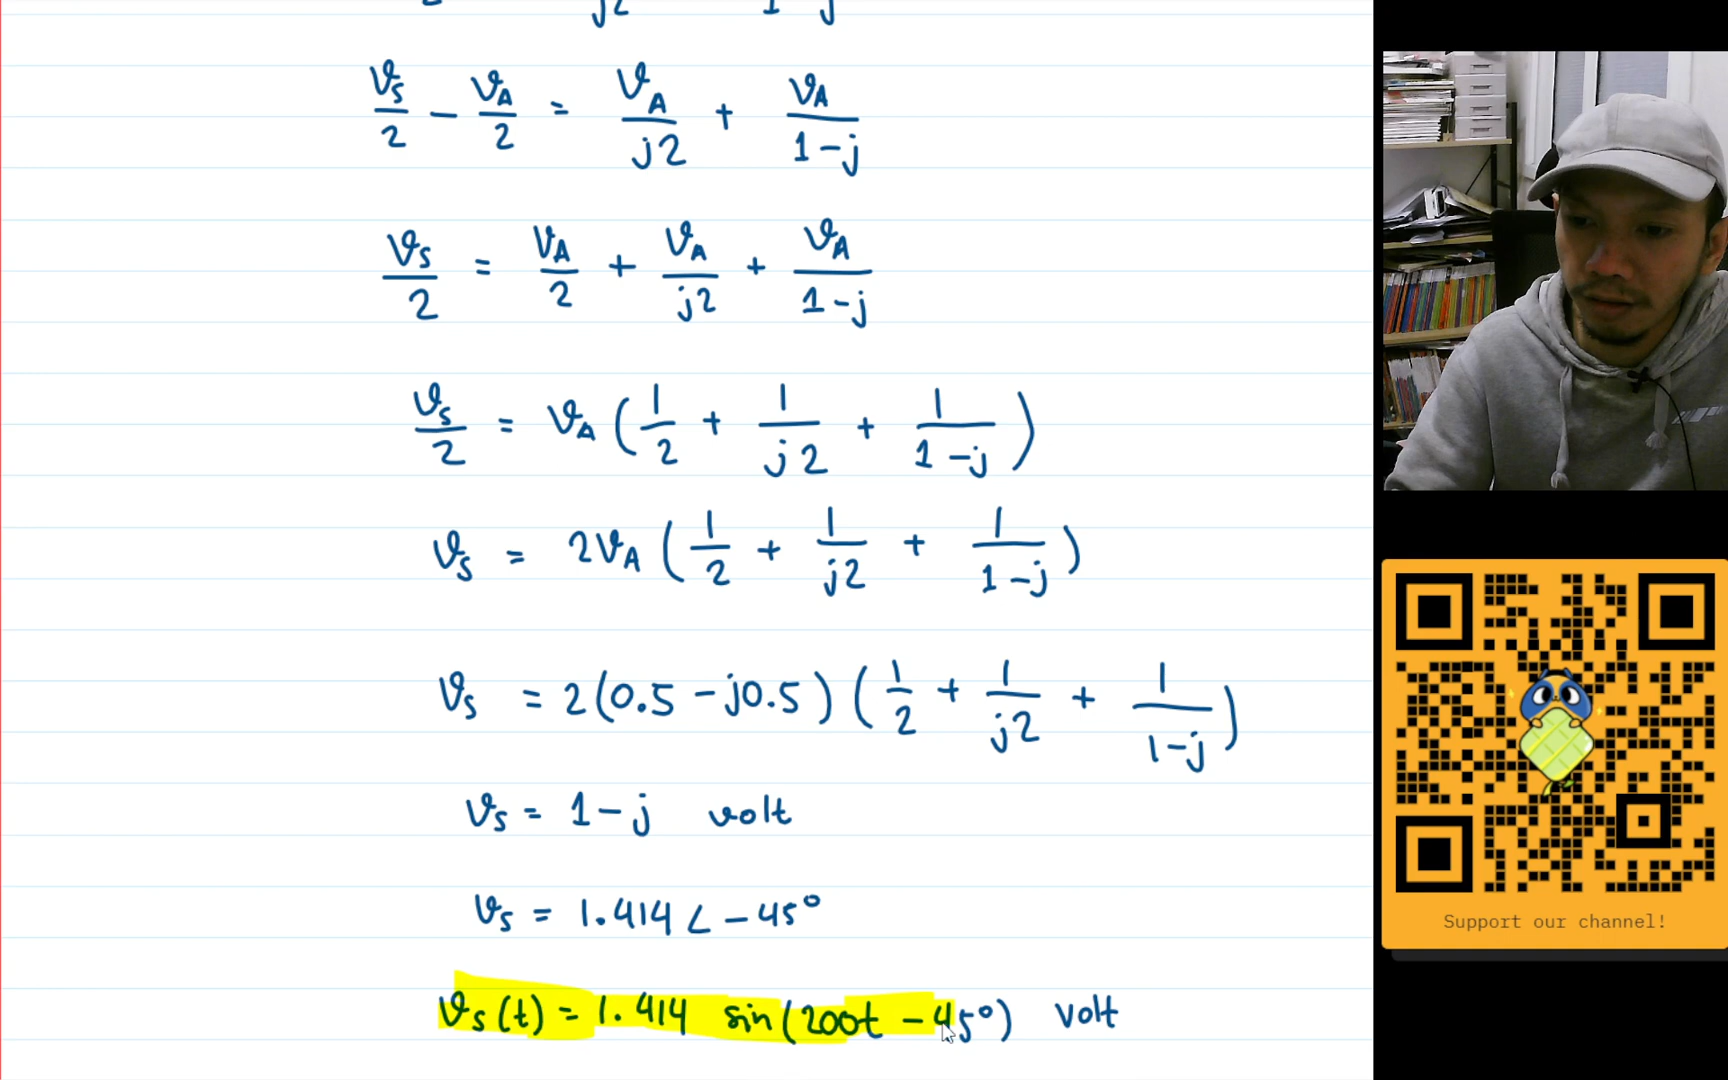 j2 1-j
Vs/2 - VA/2 = VA/j2 + VA/1-j
Vs/2 = VA/2 + VA/j2 + VA/1-j
Vs/2 = VA (1/2 + 1/j2 + 1/1-j)
Vs = 2VA (1/2 + 1/j2 + 1/1-j)
Vs = 2(0.5 - j0.5) (1/2 + 1/j2 + 1/1-j)
Vs = 1-j volt
Vs = 1.414 ∠ -45°
Vs(t) = 1.414 sin(200t - 45°) volt
Support our channel!